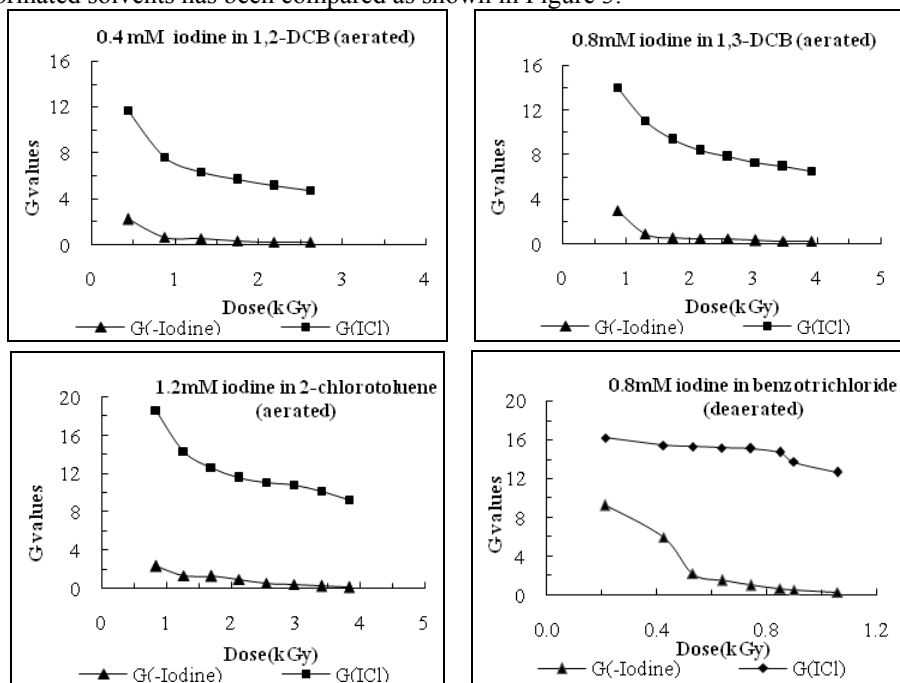 solvents has been compared as shown in Figure 3.
0.4 mM iodine in 1,2-DCB (aerated)
16
12
8
4
0
G values
0 1 2 3 4
Dose(kGy)
G(-Iodine) G(ICl)
0.8mM iodine in 1,3-DCB (aerated)
16
12
8
4
0
G values
0 1 2 3 4 5
Dose(kGy)
G(-Iodine) G(ICl)
1.2mM iodine in 2-chlorotoluene
(aerated)
20
16
12
8
4
0
G values
0 1 2 3 4 5
Dose(kGy)
G(-Iodine) G(ICl)
0.8mM iodine in benzotrichloride
(deaerated)
20
16
12
8
4
0
G values
0.0 0.4 0.8 1.2
Dose(kGy)
G(-Iodine) G(ICl)